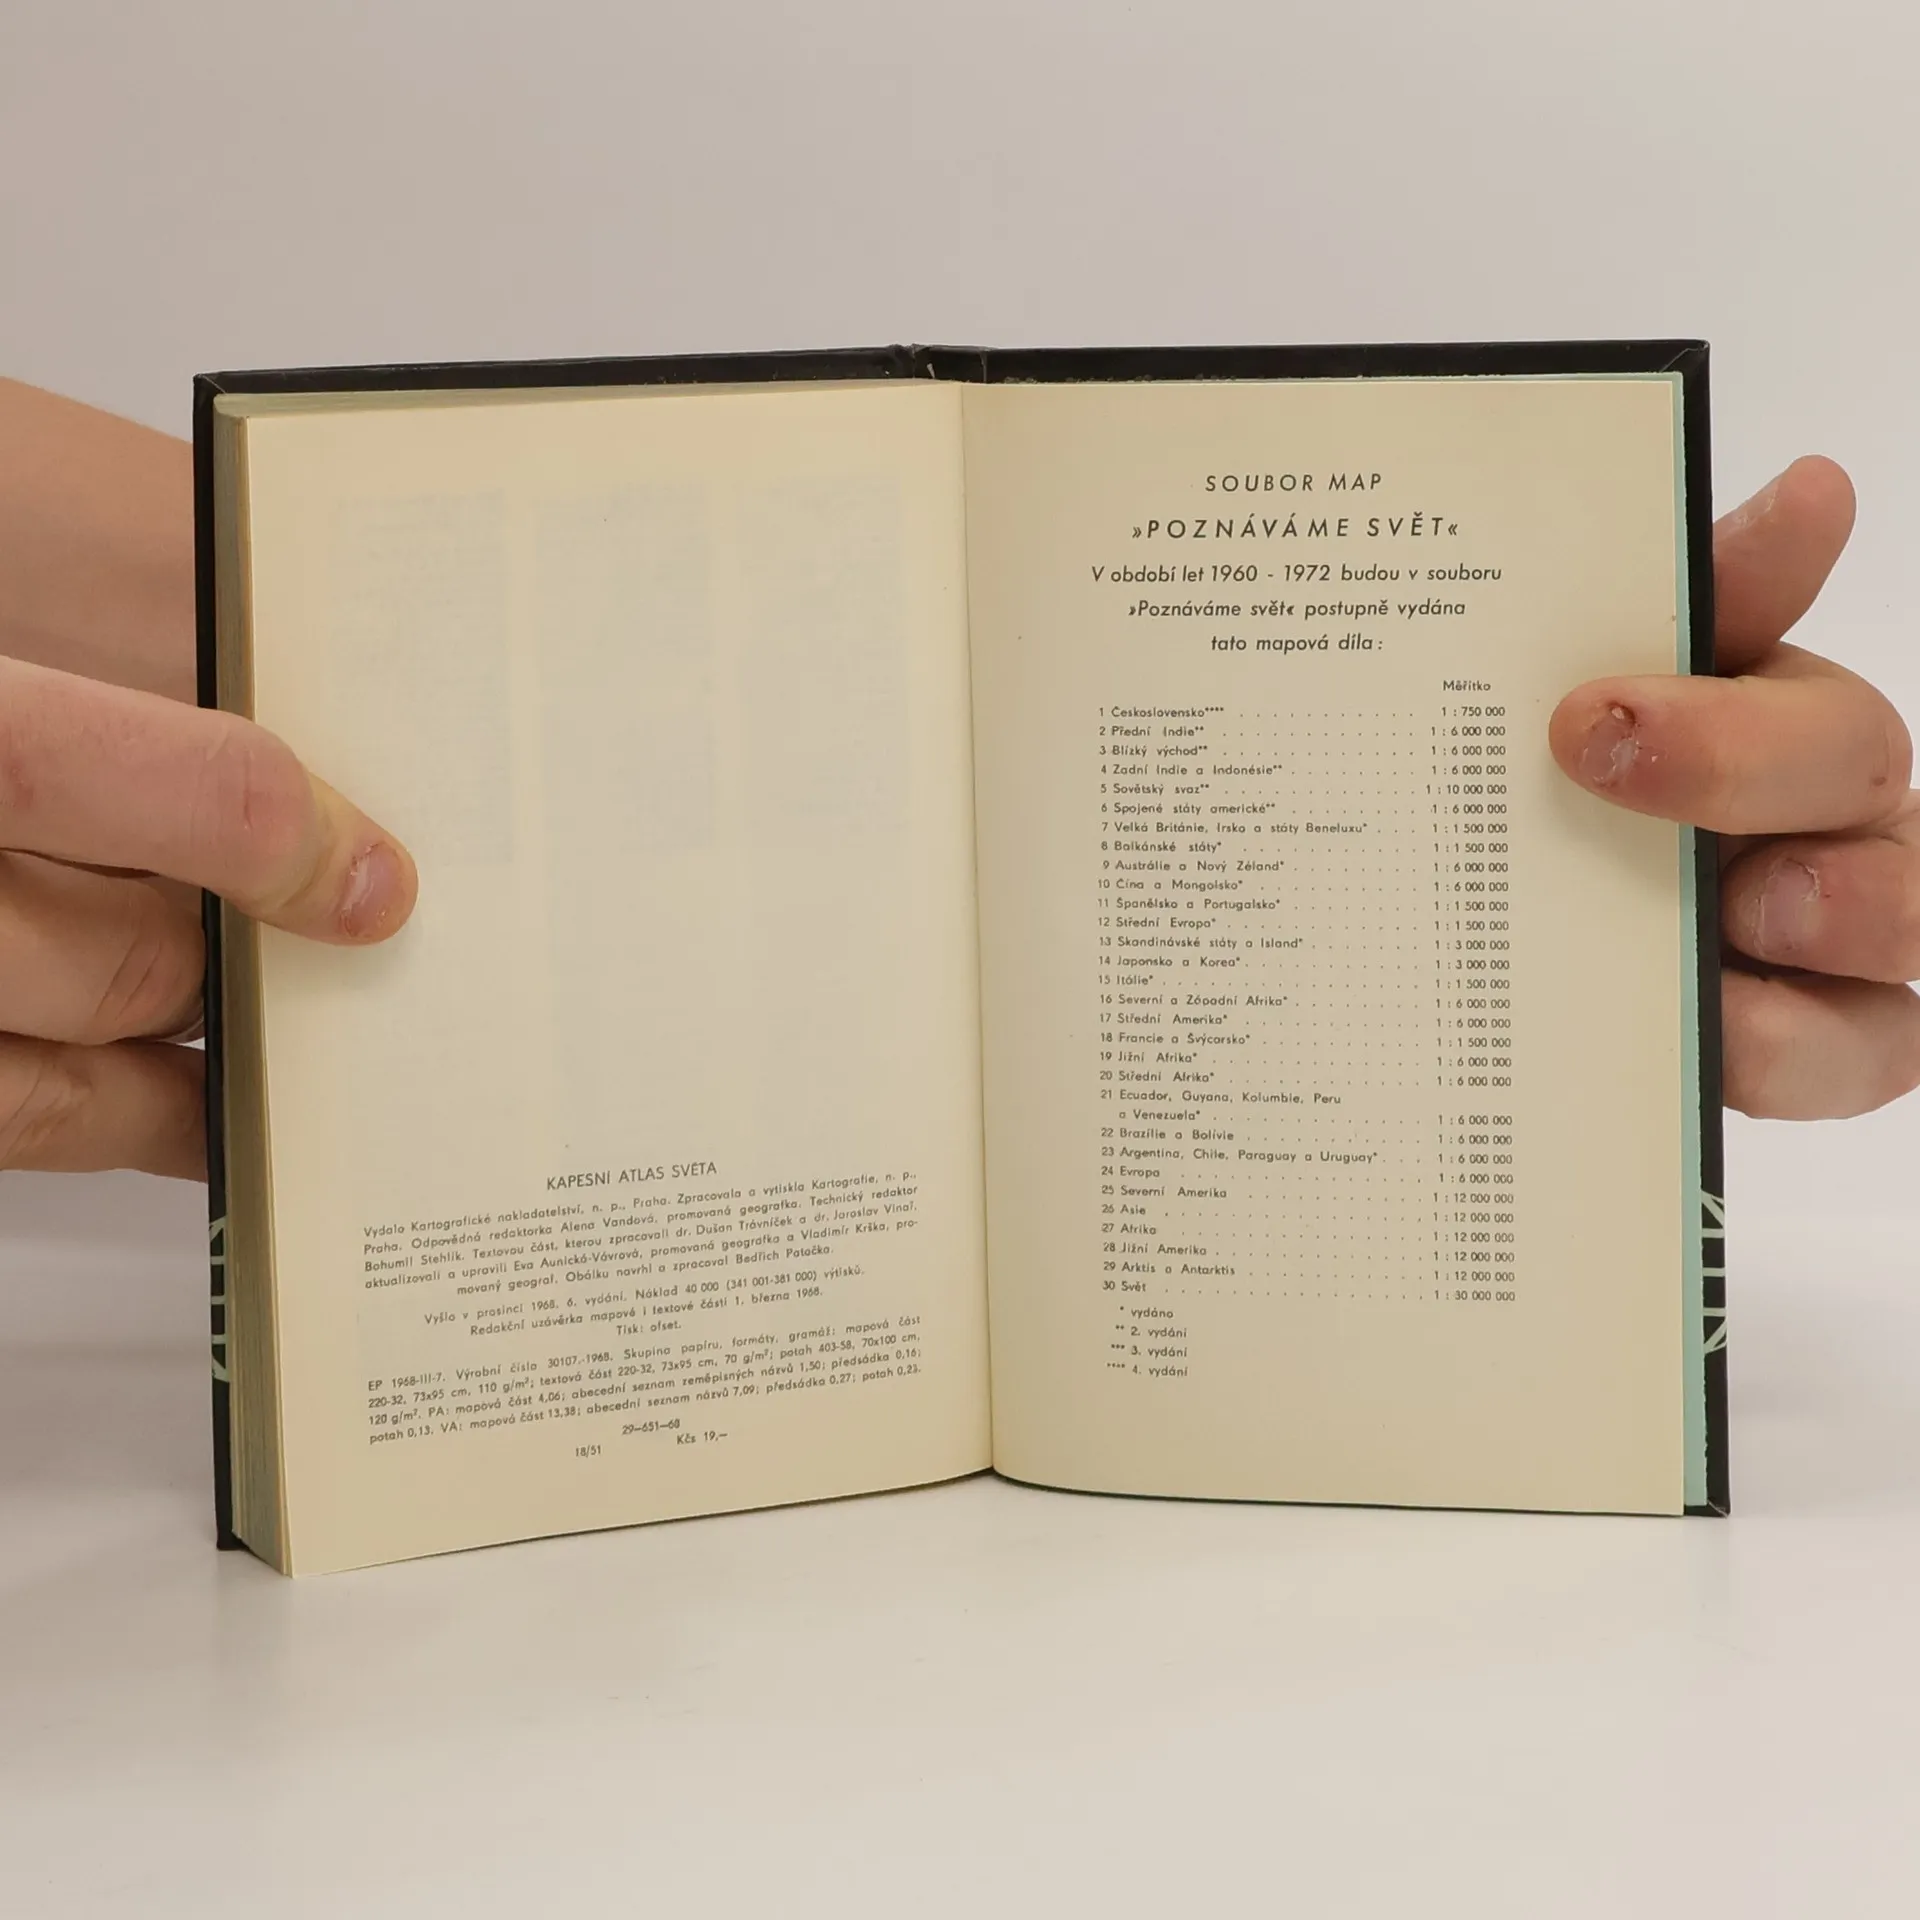 KAPESNÍ ATLAS SVĚTA
Vydalo Kartografické nakladatelství, n. p., Praha. Zpracovala a vytiskla Kartografie, n. p.,
Praha. Odpovědná redaktorka Alena Vandová, promovaná geografka. Technický redaktor
Bohumil Stehlík. Textovou část, kterou zpracovali dr. Dušan Trávníček a dr. Jaroslav Vinař,
aktualizovali a upravili Eva Aunická-Vávrová, promovaná geografka a Vladimír Krška, pro-
movaný geograf. Obálku navrhl a zpracoval Bedřich Patočka.
Vyšlo v prosinci 1968. 6. vydání. Náklad 40 000 (341 001-381 000) výtisků.
Redakční uzávěrka mapové i textové části 1. března 1968.
Tisk: ofset.
EP 1968-III-7. Výrobní číslo 30107.-1968. Skupina papíru, formáty, gramáž: mapová část
220-32, 73x95 cm, 110 g/m²; textová část 220-32, 73x95 cm, 70 g/m²; potah 403-58, 70x100 cm,
120 g/m². PA: mapová část 4,06; abecední seznam zeměpisných názvů 1,50; předsádka 0,16;
potah 0,13. VA: mapová část 13,38; abecední seznam názvů 7,09; předsádka 0,27; potah 0,23.
29—651—68
18/51 Kčs 19,—
SOUBOR MAP
»POZNÁVÁME SVĚT«
V období let 1960 - 1972 budou v souboru
»Poznáváme svět« postupně vydána
tato mapová díla:
Měřítko
1 Československo**** . . . . . . . . . . 1 : 750 000
2 Přední Indie** . . . . . . . . . . . 1 : 6 000 000
3 Blízký východ** . . . . . . . . . . . 1 : 6 000 000
4 Zadní Indie a Indonésie** . . . . . . . 1 : 6 000 000
5 Sovětský svaz** . . . . . . . . . . . 1 : 10 000 000
6 Spojené státy americké** . . . . . . . 1 : 6 000 000
7 Velká Británie, Irsko a státy Beneluxu* . . . 1 : 1 500 000
8 Balkánské státy* . . . . . . . . . . 1 : 1 500 000
9 Austrálie a Nový Zéland* . . . . . . . 1 : 6 000 000
10 Čína a Mongolsko* . . . . . . . . . 1 : 6 000 000
11 Španělsko a Portugalsko* . . . . . . . 1 : 1 500 000
12 Střední Evropa* . . . . . . . . . . . 1 : 1 500 000
13 Skandinávské státy a Island* . . . . . . 1 : 3 000 000
14 Japonsko a Korea* . . . . . . . . . . 1 : 3 000 000
15 Itálie* . . . . . . . . . . . . . . . 1 : 1 500 000
16 Severní a Západní Afrika* . . . . . . . 1 : 6 000 000
17 Střední Amerika* . . . . . . . . . . 1 : 6 000 000
18 Francie a Švýcarsko* . . . . . . . . . 1 : 1 500 000
19 Jižní Afrika* . . . . . . . . . . . . 1 : 6 000 000
20 Střední Afrika* . . . . . . . . . . . 1 : 6 000 000
21 Ecuador, Guyana, Kolumbie, Peru
a Venezuela* . . . . . . . . . . . . 1 : 6 000 000
22 Brazílie a Bolívie . . . . . . . . . . 1 : 6 000 000
23 Argentina, Chile, Paraguay a Uruguay* . . . 1 : 6 000 000
24 Evropa . . . . . . . . . . . . . . 1 : 6 000 000
25 Severní Amerika . . . . . . . . . . 1 : 12 000 000
26 Asie . . . . . . . . . . . . . . . 1 : 12 000 000
27 Afrika . . . . . . . . . . . . . . 1 : 12 000 000
28 Jižní Amerika . . . . . . . . . . . . 1 : 12 000 000
29 Arktis a Antarktis . . . . . . . . . . 1 : 12 000 000
30 Svět . . . . . . . . . . . . . . . 1 : 30 000 000
* vydáno
** 2. vydání
*** 3. vydání
**** 4. vydání